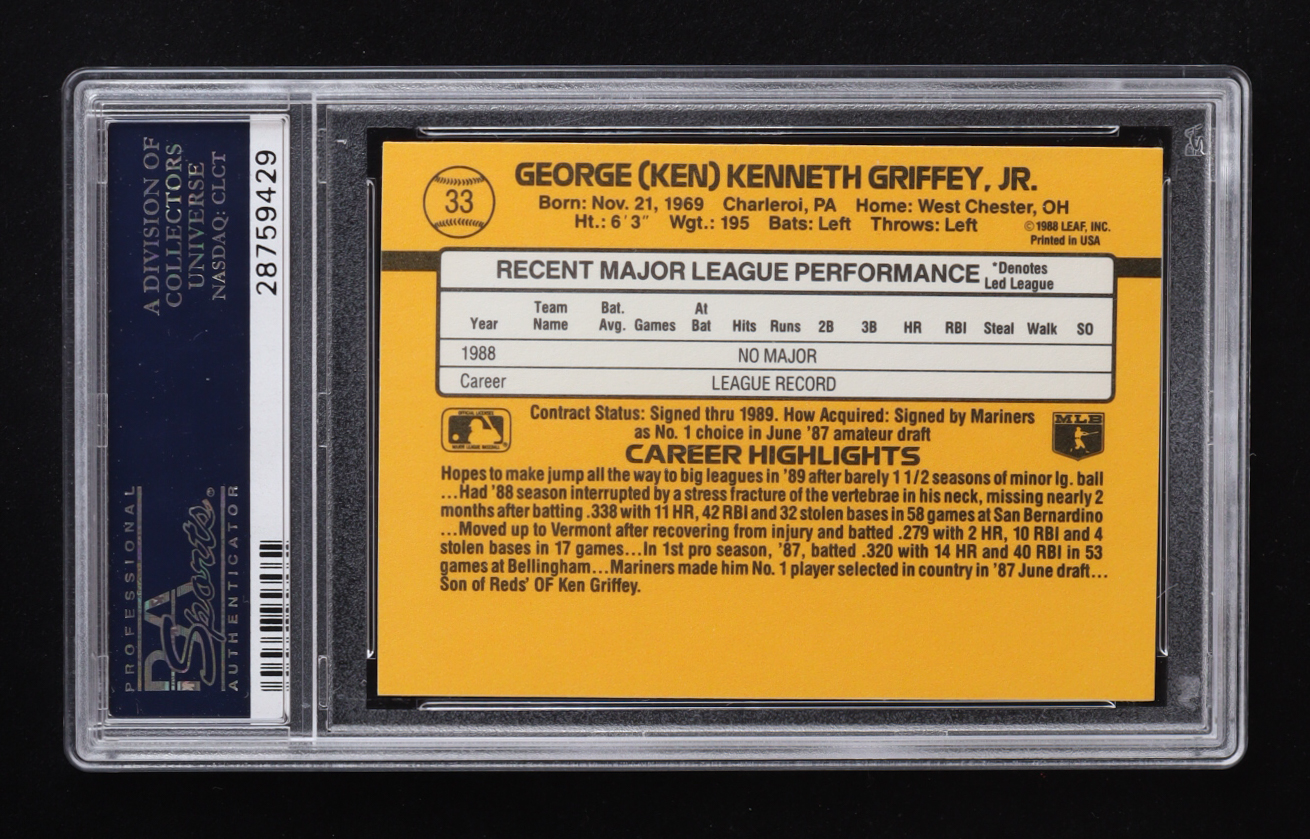 A DIVISION OF
COLLECTORS
UNIVERSE
NASDAQ: CLCT
28759429
PROFESSIONAL
PSA
Sports®
AUTHENTICATOR
33
GEORGE (KEN) KENNETH GRIFFEY, JR.
Born: Nov. 21, 1969 Charleroi, PA Home: West Chester, OH
Ht.: 6'3" Wgt.: 195 Bats: Left Throws: Left
©1988 LEAF, INC.
Printed in USA
RECENT MAJOR LEAGUE PERFORMANCE *Denotes
Led League
Year Team Name Bat. Avg. Games At Bat Hits Runs 2B 3B HR RBI Steal Walk SO
1988 NO MAJOR
Career LEAGUE RECORD
Contract Status: Signed thru 1989. How Acquired: Signed by Mariners
as No. 1 choice in June '87 amateur draft
MLB
CAREER HIGHLIGHTS
Hopes to make jump all the way to big leagues in '89 after barely 1 1/2 seasons of minor lg. ball
...Had '88 season interrupted by a stress fracture of the vertebrae in his neck, missing nearly 2
months after batting .338 with 11 HR, 42 RBI and 32 stolen bases in 58 games at San Bernardino
...Moved up to Vermont after recovering from injury and batted .279 with 2 HR, 10 RBI and 4
stolen bases in 17 games...In 1st pro season, '87, batted .320 with 14 HR and 40 RBI in 53
games at Bellingham...Mariners made him No. 1 player selected in country in '87 June draft...
Son of Reds' OF Ken Griffey.